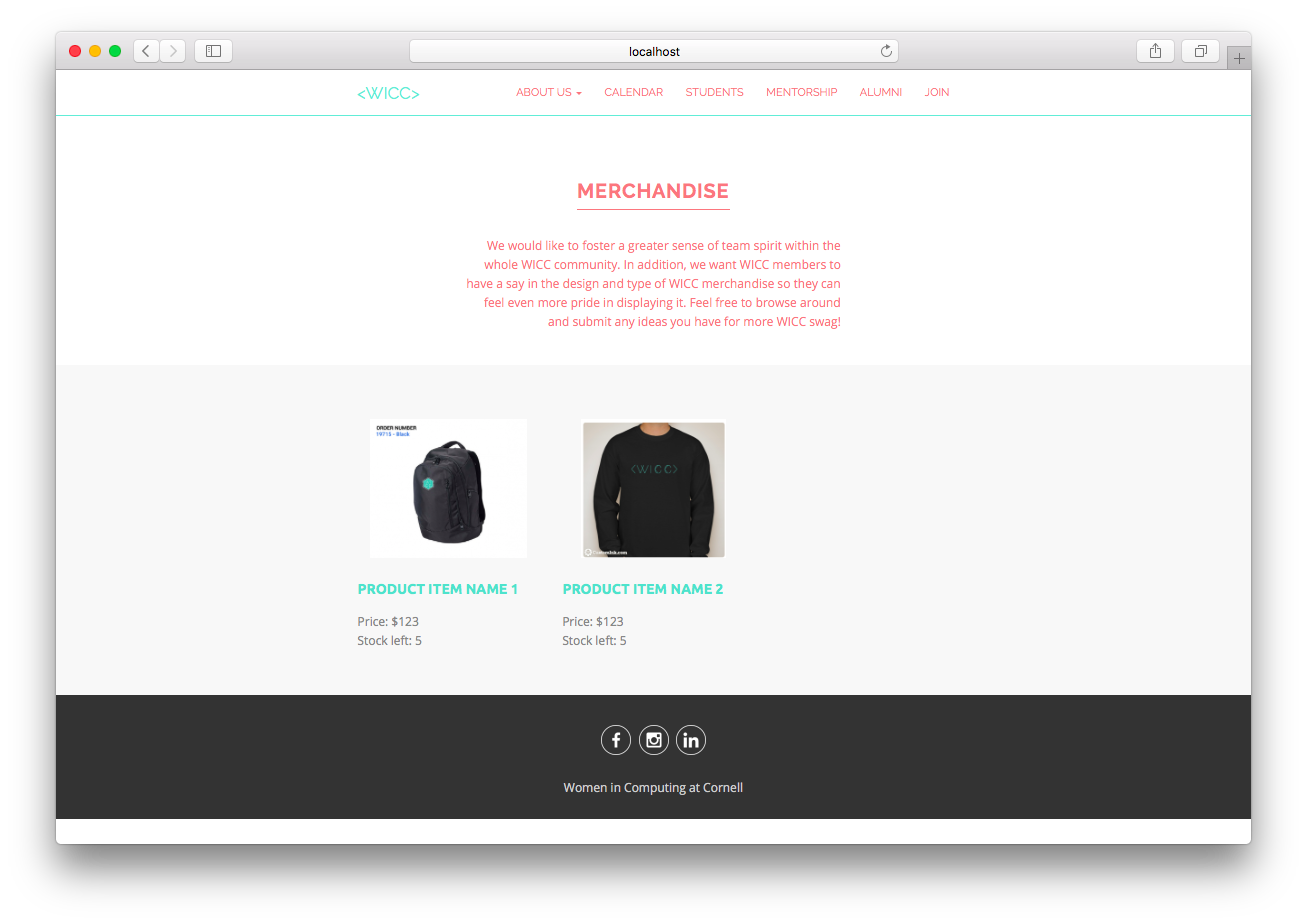 localhost
<WICC>
ABOUT US
CALENDAR
STUDENTS
MENTORSHIP
ALUMNI
JOIN
MERCHANDISE
We would like to foster a greater sense of team spirit within the
whole WICC community. In addition, we want WICC members to
have a say in the design and type of WICC merchandise so they can
feel even more pride in displaying it. Feel free to browse around
and submit any ideas you have for more WICC swag!
ORDER NUMBER
19715 - Black
<WICC>
PRODUCT ITEM NAME 1
Price: $123
Stock left: 5
PRODUCT ITEM NAME 2
Price: $123
Stock left: 5
Women in Computing at Cornell